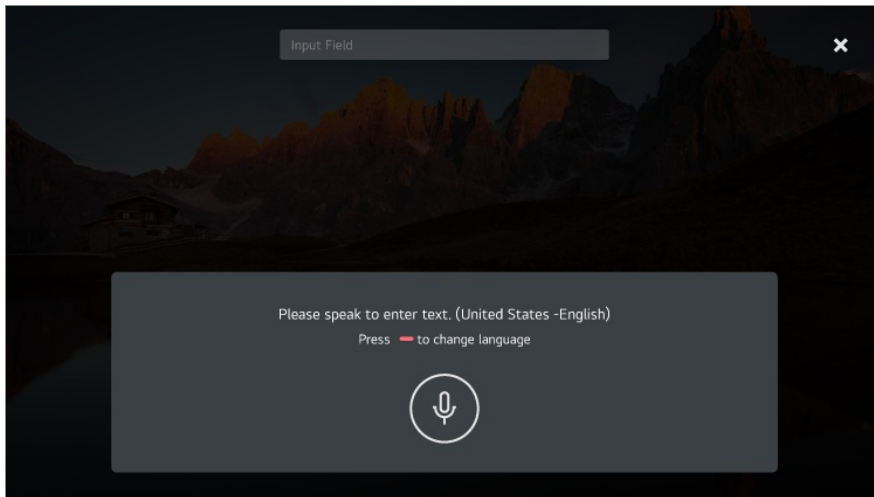 Input Field
Please speak to enter text. (United States -English)
Press to change language